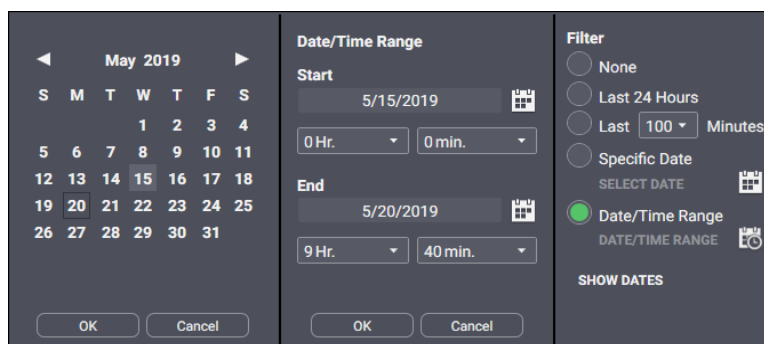 May 2019
S M T W T F S
1 2 3 4
5 6 7 8 9 10 11
12 13 14 15 16 17 18
19 20 21 22 23 24 25
26 27 28 29 30 31
OK Cancel
Date/Time Range
Start
5/15/2019
0 Hr. 0 min.
End
5/20/2019
9 Hr. 40 min.
OK Cancel
Filter
None
Last 24 Hours
Last 100 Minutes
Specific Date
SELECT DATE
Date/Time Range
DATE/TIME RANGE
SHOW DATES